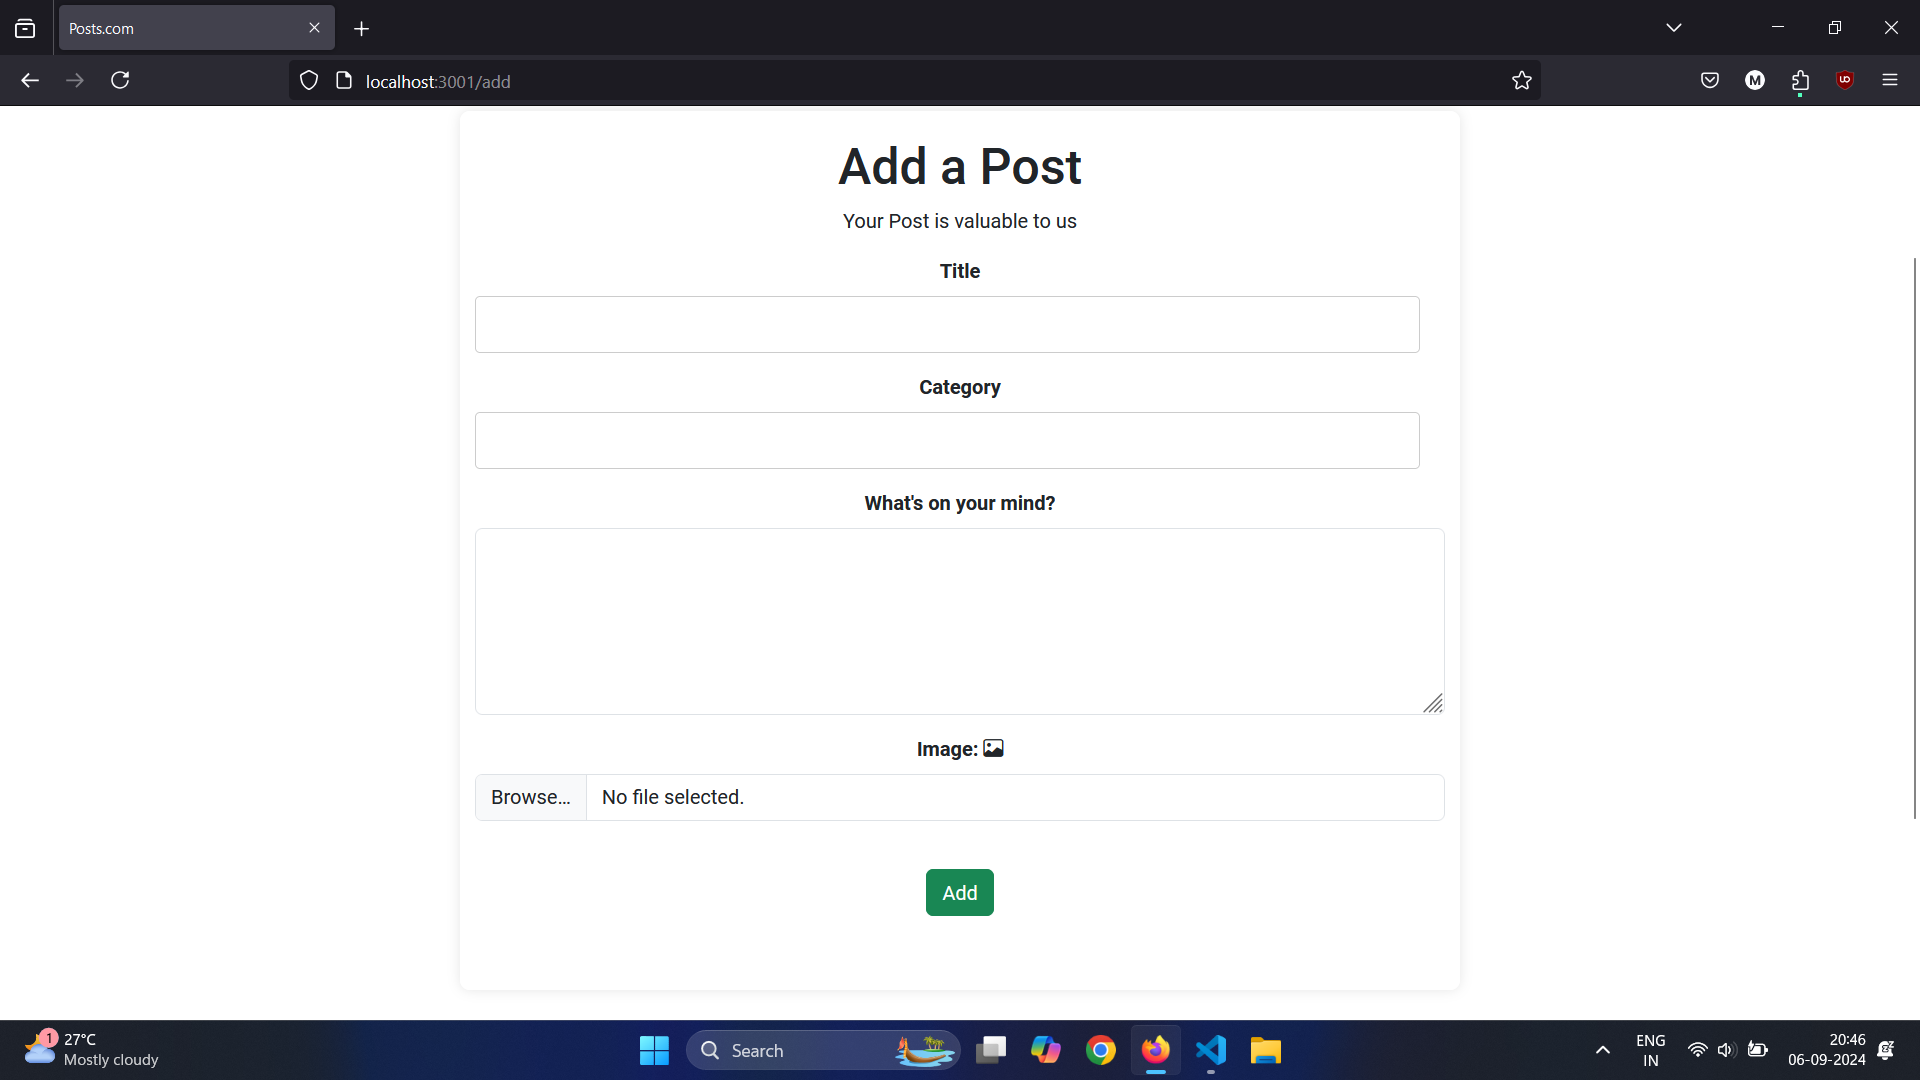 Posts.com
localhost:3001/add
M
Add a Post
Your Post is valuable to us
Title
Category
What's on your mind?
Image:
Browse...
No file selected.
Add
1
27°C
Mostly cloudy
Search
ENG
IN
20:46
06-09-2024